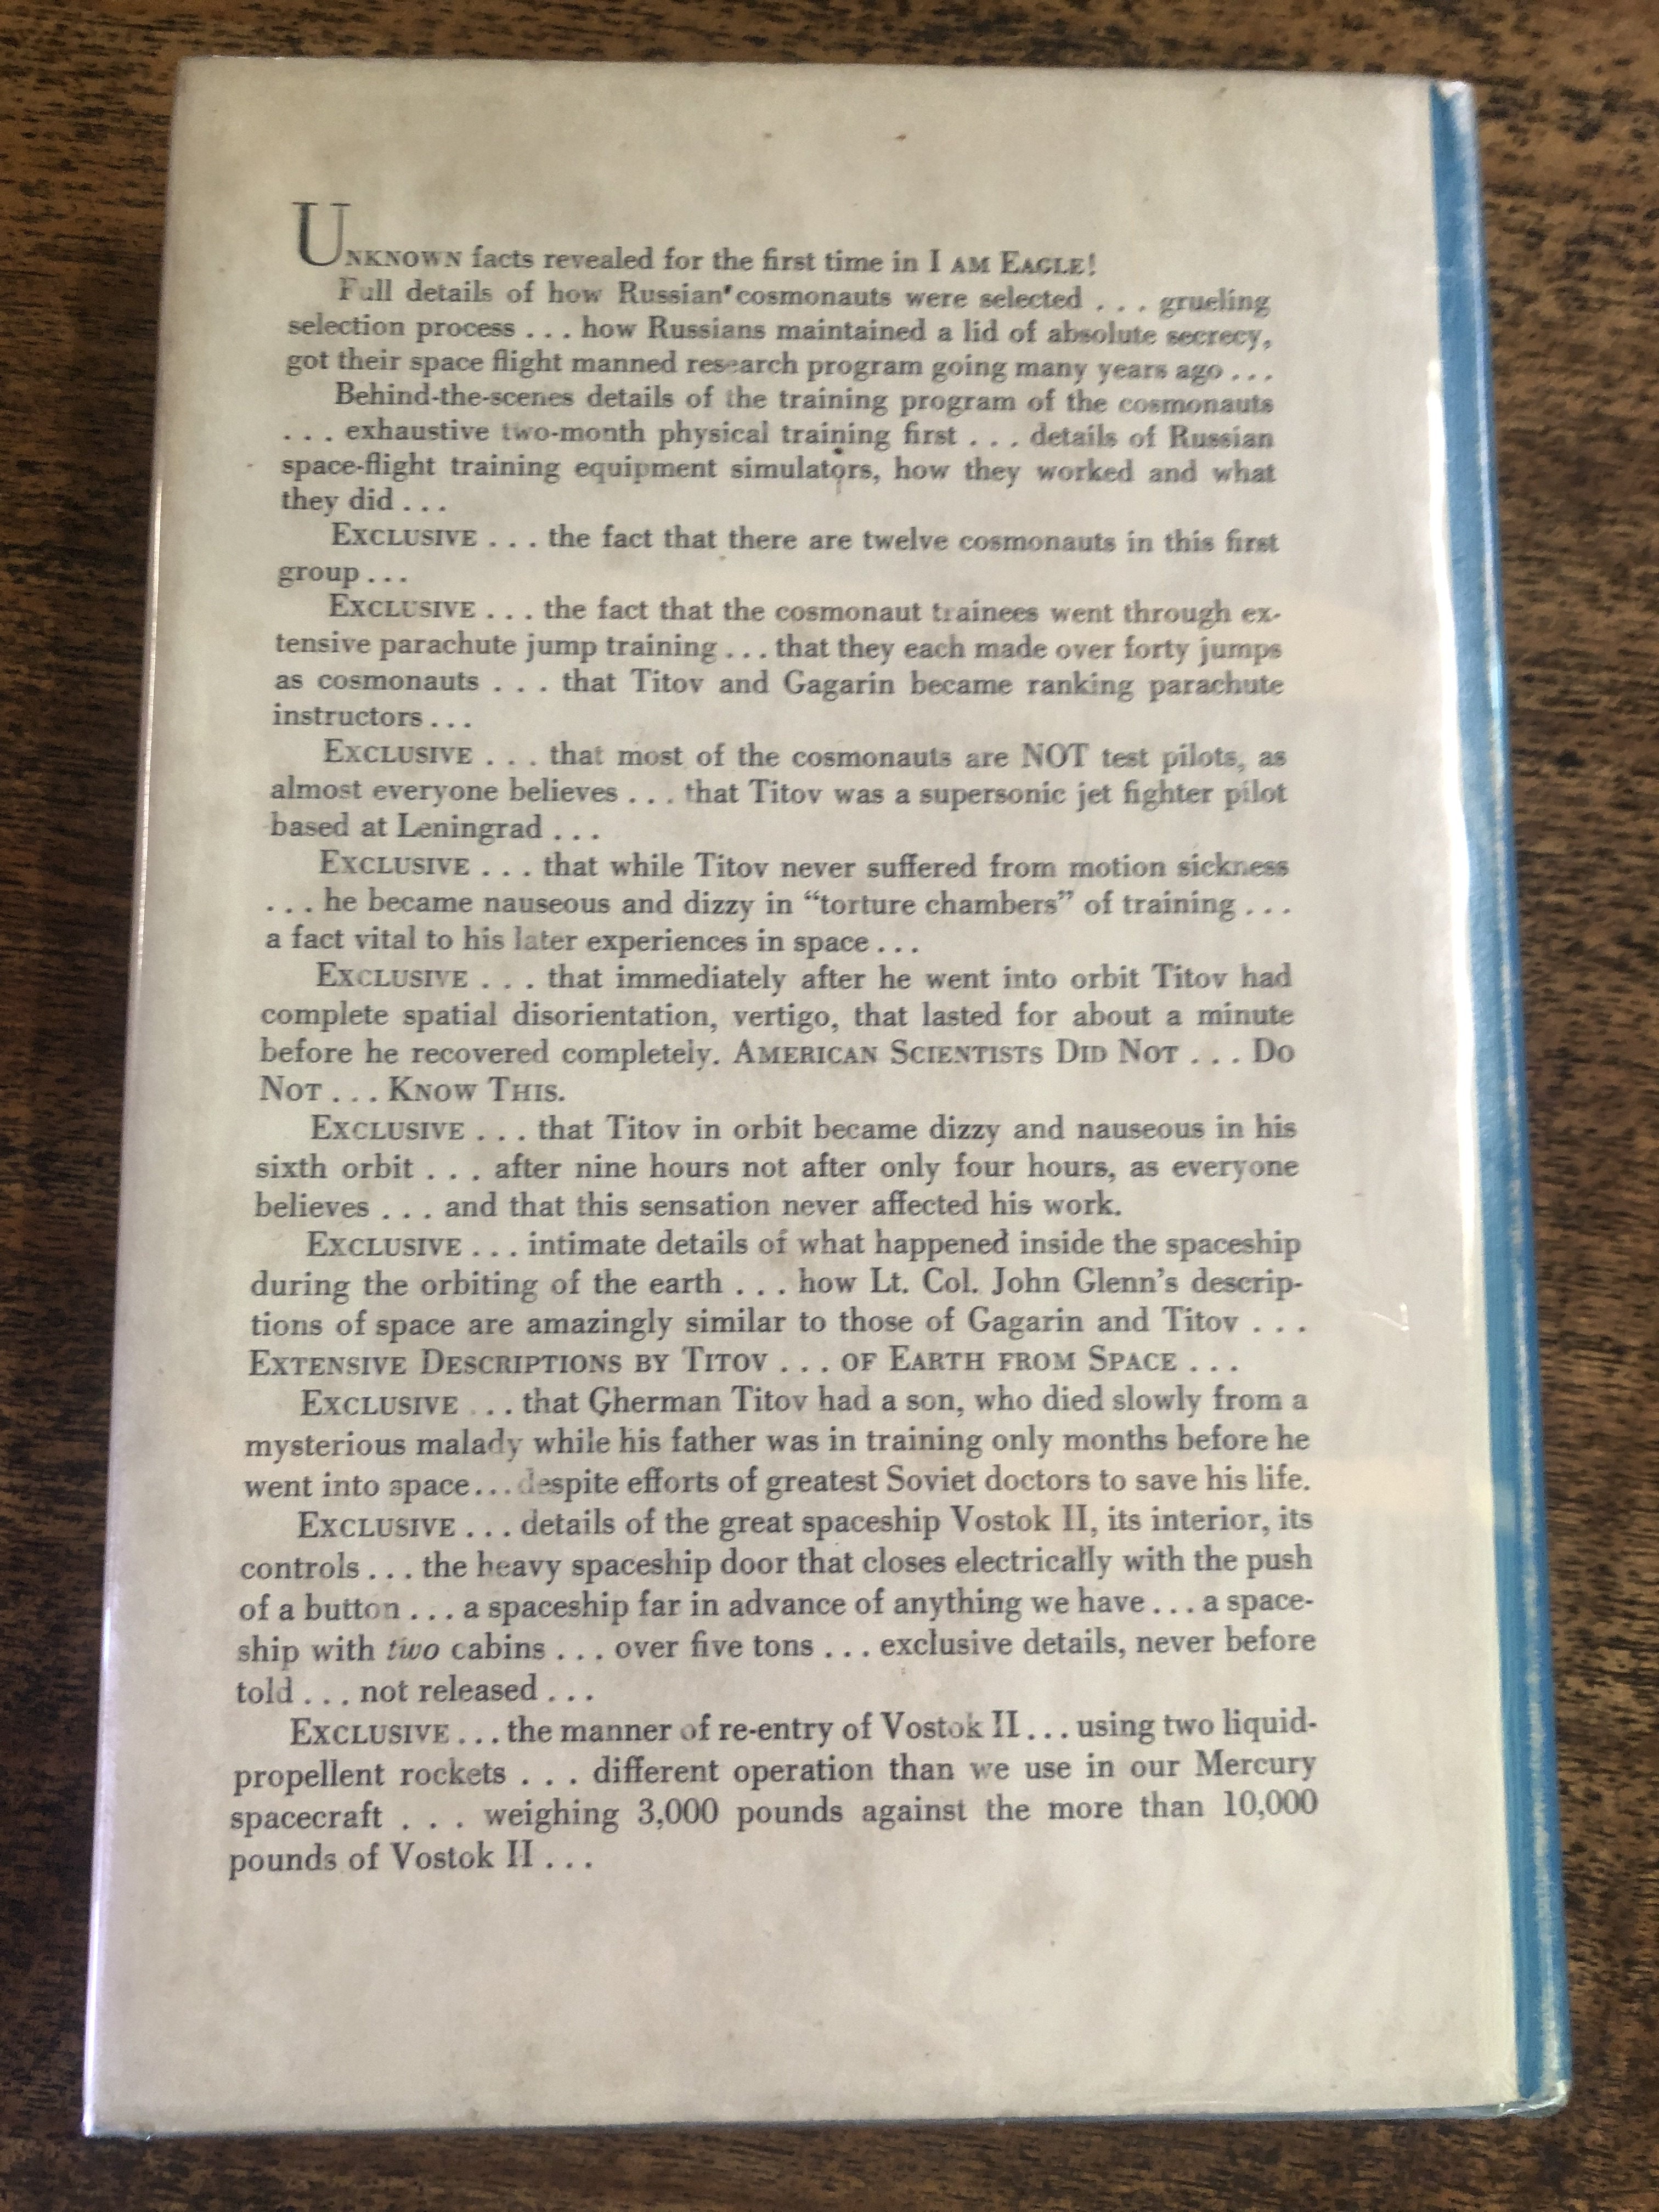 UNKNOWN facts revealed for the first time in I AM EAGLE!
Full details of how Russian cosmonauts were selected . . . grueling
selection process . . . how Russians maintained a lid of absolute secrecy,
got their space flight manned research program going many years ago . . .
Behind-the-scenes details of the training program of the cosmonauts
. . . exhaustive two-month physical training first . . . details of Russian
space-flight training equipment simulators, how they worked and what
they did . . .
EXCLUSIVE . . . the fact that there are twelve cosmonauts in this first
group . . .
EXCLUSIVE . . . the fact that the cosmonaut trainees went through ex-
tensive parachute jump training . . . that they each made over forty jumps
as cosmonauts . . . that Titov and Gagarin became ranking parachute
instructors . . .
EXCLUSIVE . . . that most of the cosmonauts are NOT test pilots, as
almost everyone believes . . . that Titov was a supersonic jet fighter pilot
based at Leningrad . . .
EXCLUSIVE . . . that while Titov never suffered from motion sickness
. . . he became nauseous and dizzy in “torture chambers” of training . . .
a fact vital to his later experiences in space . . .
EXCLUSIVE . . . that immediately after he went into orbit Titov had
complete spatial disorientation, vertigo, that lasted for about a minute
before he recovered completely. AMERICAN SCIENTISTS DID NOT . . . DO
NOT . . . KNOW THIS.
EXCLUSIVE . . . that Titov in orbit became dizzy and nauseous in his
sixth orbit . . . after nine hours not after only four hours, as everyone
believes . . . and that this sensation never affected his work.
EXCLUSIVE . . . intimate details of what happened inside the spaceship
during the orbiting of the earth . . . how Lt. Col. John Glenn’s descrip-
tions of space are amazingly similar to those of Gagarin and Titov . . .
EXTENSIVE DESCRIPTIONS BY TITOV . . . OF EARTH FROM SPACE . . .
EXCLUSIVE . . . that Gherman Titov had a son, who died slowly from a
mysterious malady while his father was in training only months before he
went into space . . . despite efforts of greatest Soviet doctors to save his life.
EXCLUSIVE . . . details of the great spaceship Vostok II, its interior, its
controls . . . the heavy spaceship door that closes electrically with the push
of a button . . . a spaceship far in advance of anything we have . . . a space-
ship with two cabins . . . over five tons . . . exclusive details, never before
told . . . not released . . .
EXCLUSIVE . . . the manner of re-entry of Vostok II . . . using two liquid-
propellent rockets . . . different operation than we use in our Mercury
spacecraft . . . weighing 3,000 pounds against the more than 10,000
pounds of Vostok II . . .